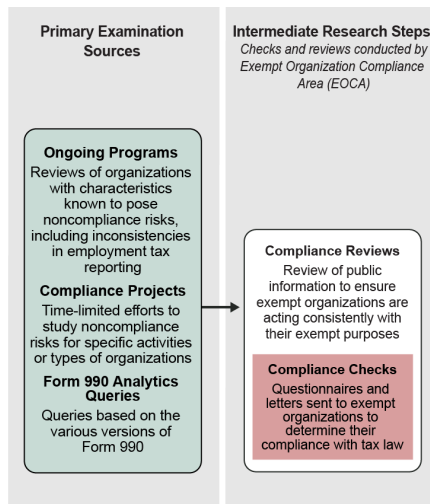 Primary Examination
Sources
Ongoing Programs
Reviews of organizations
with characteristics
known to pose
noncompliance risks,
including inconsistencies
in employment tax
reporting
Compliance Projects
Time-limited efforts to
study noncompliance
risks for specific activities
or types of organizations
Form 990 Analytics
Queries
Queries based on the
various versions of
Form 990
Intermediate Research Steps
Checks and reviews conducted by
Exempt Organization Compliance
Area (EOCA)
Compliance Reviews
Review of public
information to ensure
exempt organizations are
acting consistently with
their exempt purposes
Compliance Checks
Questionnaires and
letters sent to exempt
organizations to
determine their
compliance with tax law